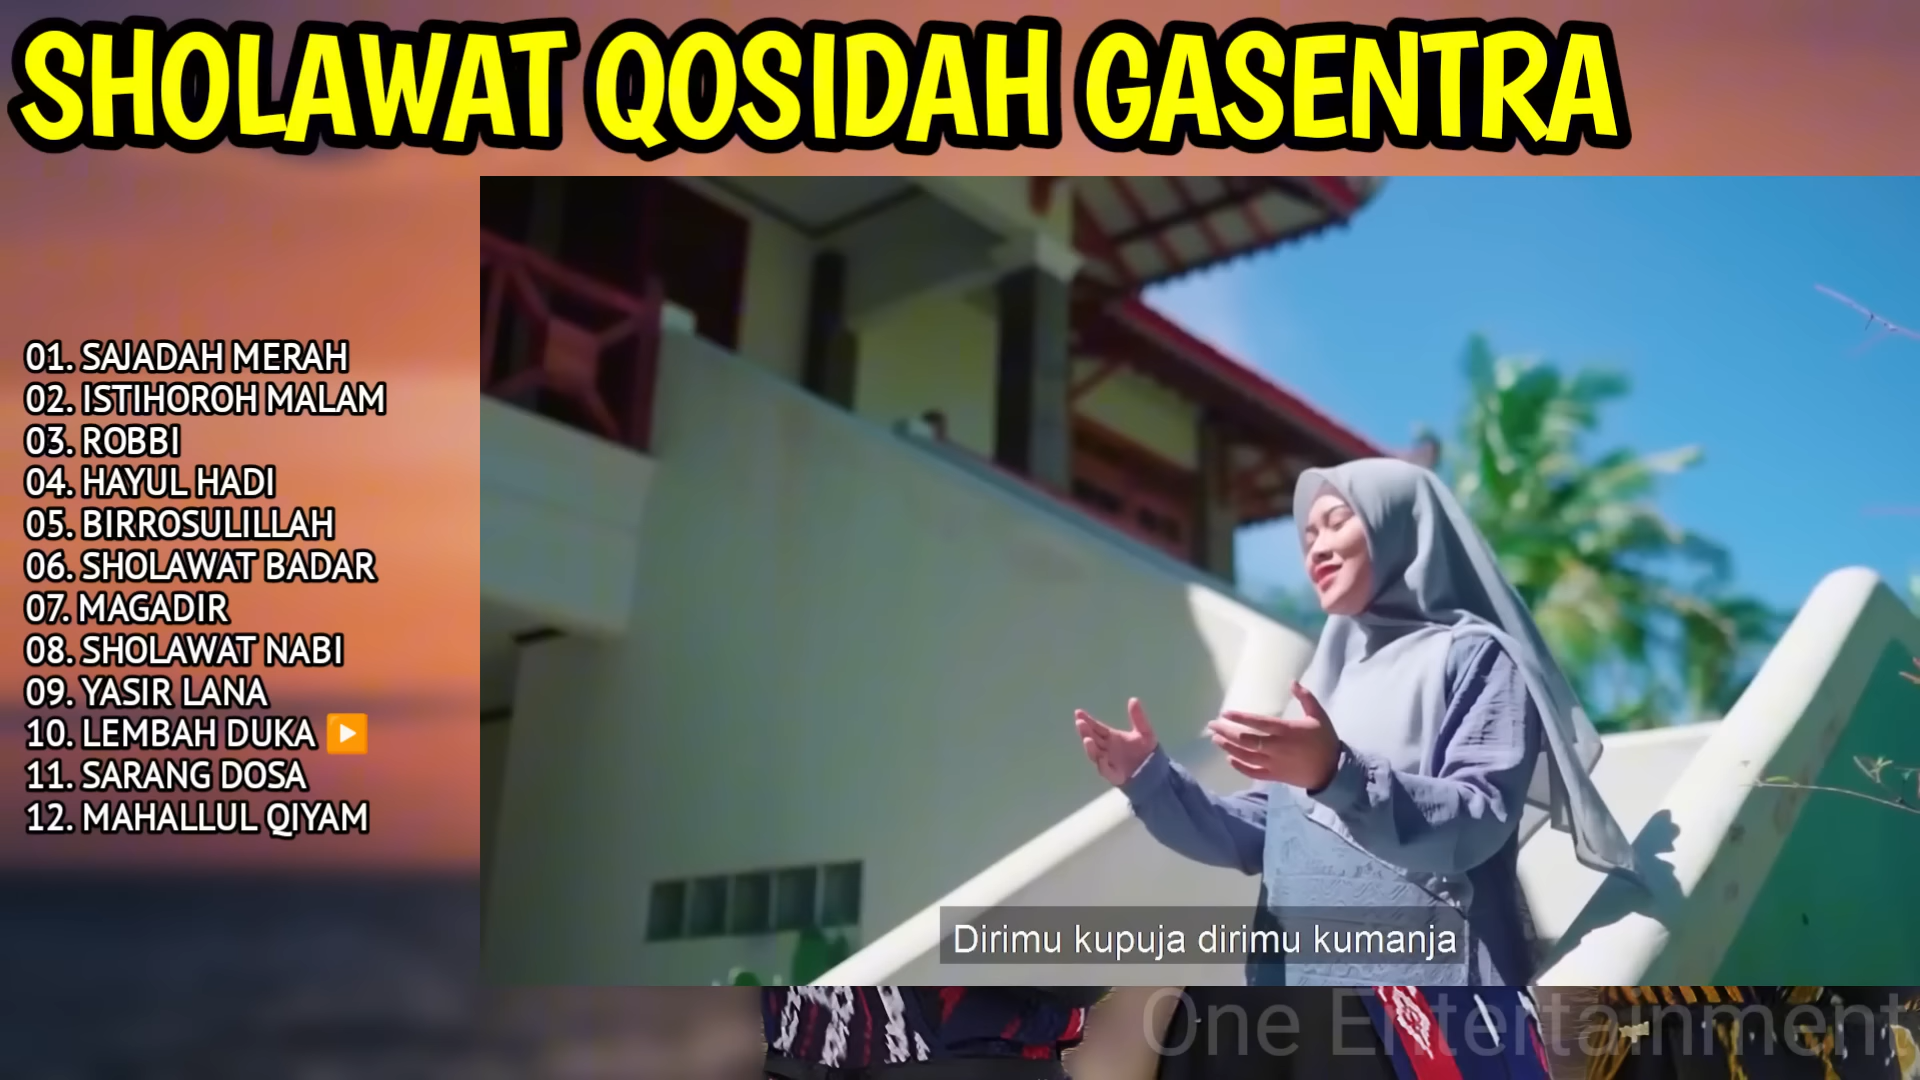 SHOLAWAT QOSIDAH GASENTRA
01. SAJADAH MERAH
02. ISTIHOROH MALAM
03. ROBBI
04. HAYUL HADI
05. BIRROSULILLAH
06. SHOLAWAT BADAR
07. MAGADIR
08. SHOLAWAT NABI
09. YASIR LANA
10. LEMBAH DUKA
11. SARANG DOSA
12. MAHALLUL QIYAM
Dirimu kupuja dirimu kumanja
One Entertainment